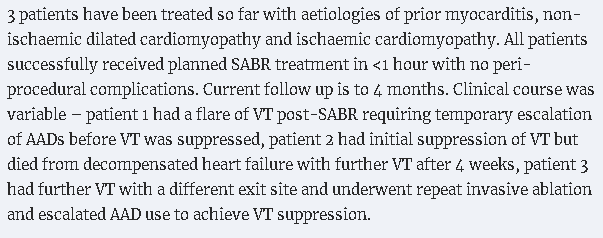 3 patients have been treated so far with aetiologies of prior myocarditis, non-
ischaemic dilated cardiomyopathy and ischaemic cardiomyopathy. All patients
successfully received planned SABR treatment in <1 hour with no peri-
procedural complications. Current follow up is to 4 months. Clinical course was
variable – patient 1 had a flare of VT post-SABR requiring temporary escalation
of AADs before VT was suppressed, patient 2 had initial suppression of VT but
died from decompensated heart failure with further VT after 4 weeks, patient 3
had further VT with a different exit site and underwent repeat invasive ablation
and escalated AAD use to achieve VT suppression.